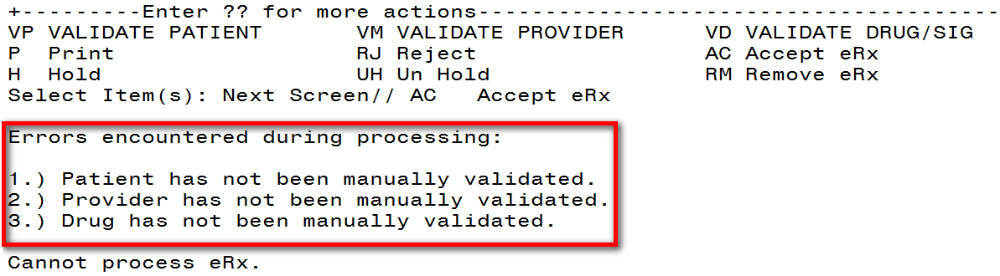 +---------Enter ?? for more actions---------------------------------------
VP VALIDATE PATIENT       VM VALIDATE PROVIDER      VD VALIDATE DRUG/SIG
P  Print                  RJ Reject                 AC Accept eRx
H  Hold                   UH Un Hold                RM Remove eRx
Select Item(s): Next Screen// AC   Accept eRx
Errors encountered during processing:
1.) Patient has not been manually validated.
2.) Provider has not been manually validated.
3.) Drug has not been manually validated.
Cannot process eRx.